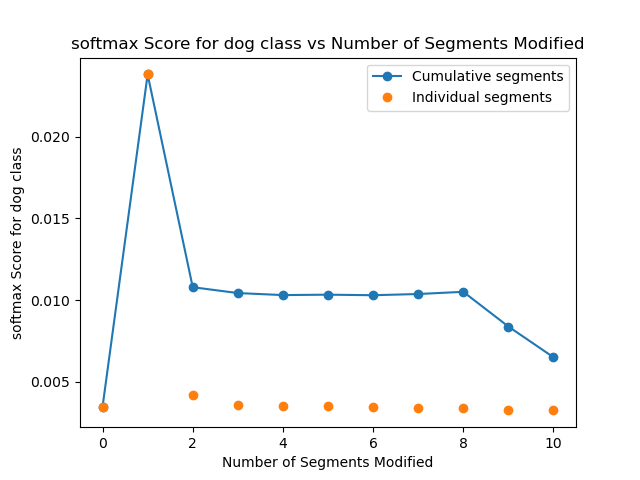 softmax Score for dog class vs Number of Segments Modified
Cumulative segments
Individual segments
softmax Score for dog class
0.020
0.015
0.010
0.005
0 2 4 6 8 10
Number of Segments Modified